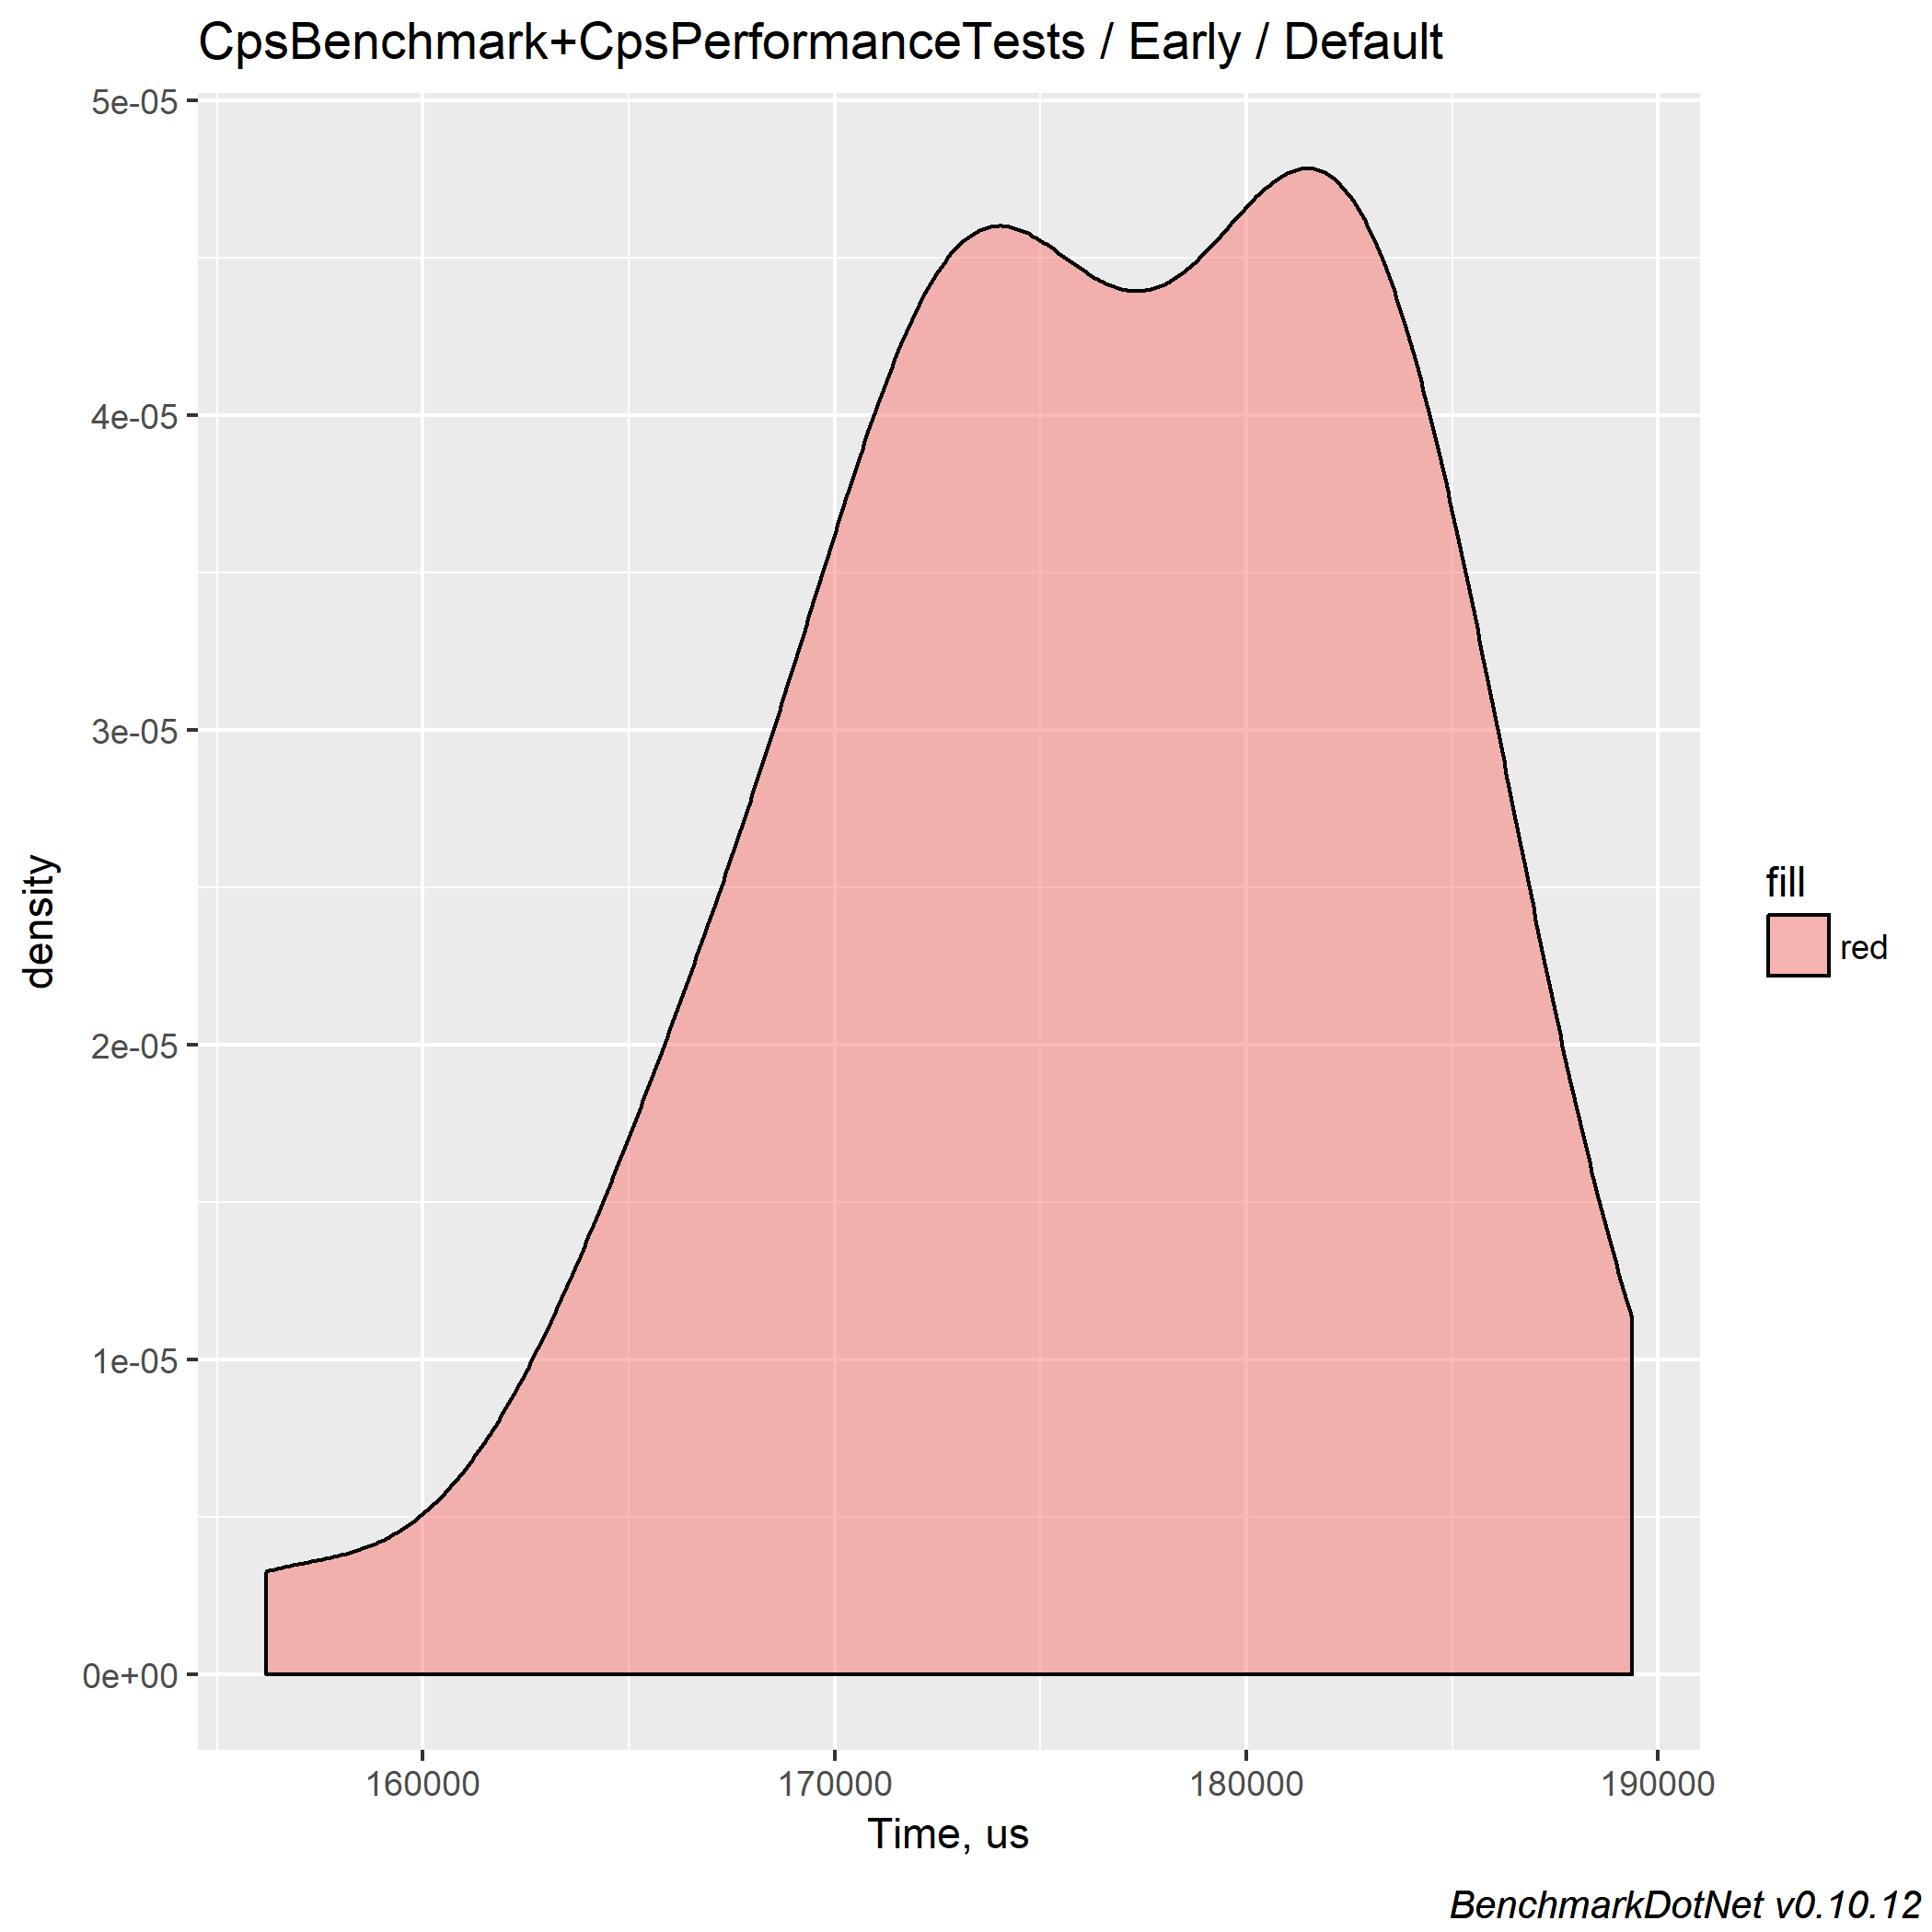 CpsBenchmark+CpsPerformanceTests / Early / Default
5e-05
4e-05
3e-05
2e-05
1e-05
0e+00
density
160000 170000 180000 190000
Time, us
fill
red
BenchmarkDotNet v0.10.12